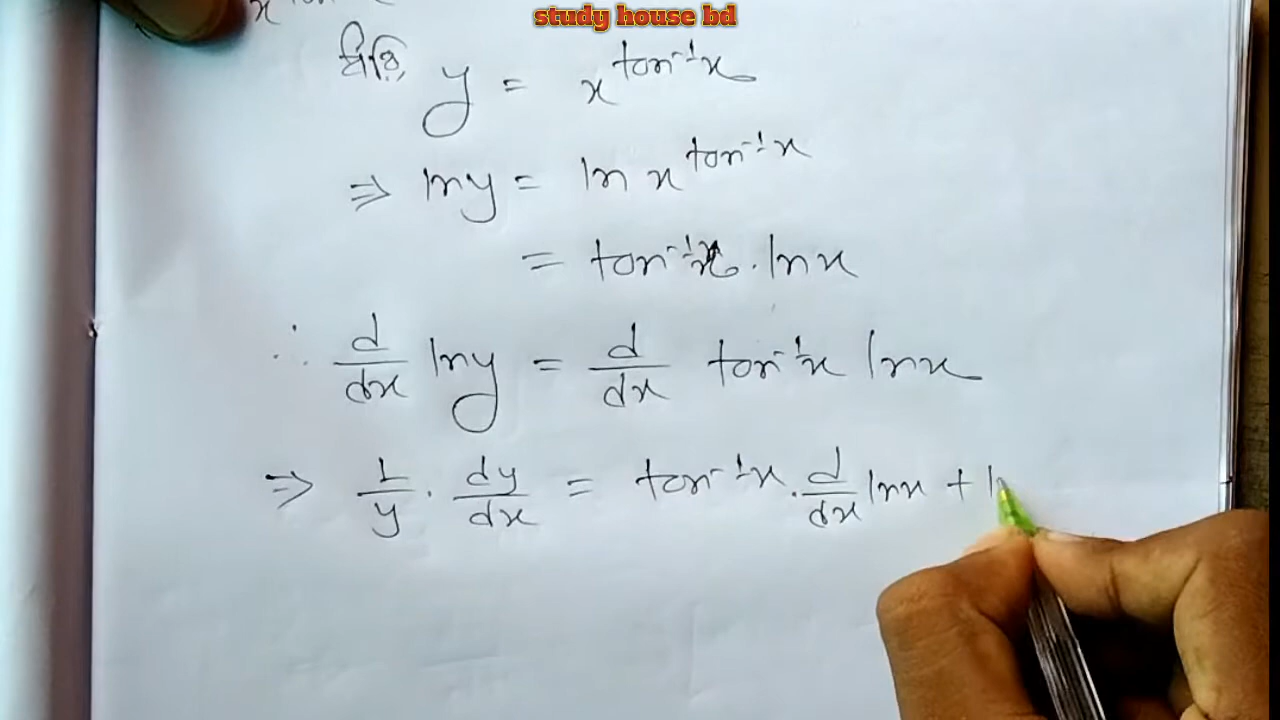 study house bd
ধরি, y = x^tan⁻¹x
⇒ lny = ln x^tan⁻¹x
= tan⁻¹x . lnx
∴ d/dx lny = d/dx tan⁻¹x lnx
⇒ 1/y . dy/dx = tan⁻¹x . d/dx lnx + l